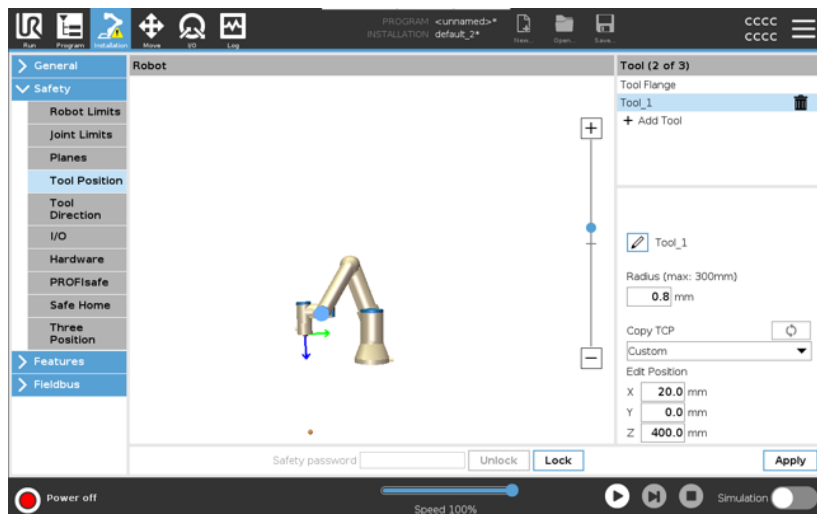 PROGRAM <unnamed>*
INSTALLATION default_2*
Run Program Installation Move I/O Log
New... Open... Save...
cccc
cccc
General
Safety
Robot Limits
Joint Limits
Planes
Tool Position
Tool
Direction
I/O
Hardware
PROFIsafe
Safe Home
Three
Position
Features
Fieldbus
Robot
+
−
Safety password
Unlock
Lock
Tool (2 of 3)
Tool Flange
Tool_1
+ Add Tool
Tool_1
Radius (max: 300mm)
0.8 mm
Copy TCP
Custom
Edit Position
X 20.0 mm
Y 0.0 mm
Z 400.0 mm
Apply
Power off
Speed 100%
Simulation